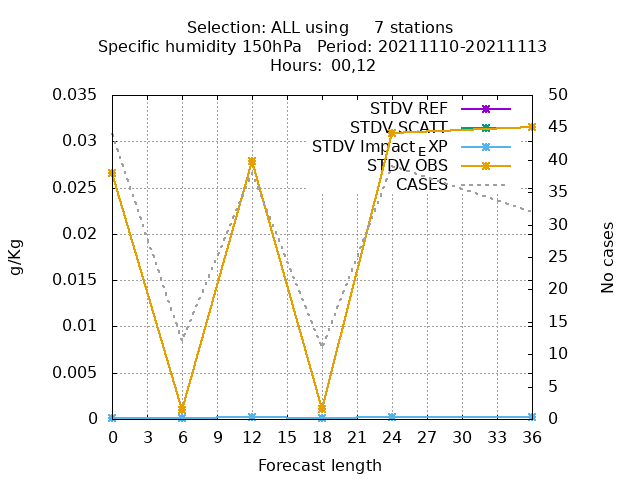 Selection: ALL using 7 stations
Specific humidity 150hPa Period: 20211110-20211113
Hours: 00,12
0.035
0.03
0.025
0.02
0.015
0.01
0.005
0
g/Kg
STDV REF
STDV SCATT
STDV Impact_EXP
STDV OBS
CASES
50
45
40
35
30
25
20
15
10
5
0
No cases
0 3 6 9 12 15 18 21 24 27 30 33 36
Forecast length